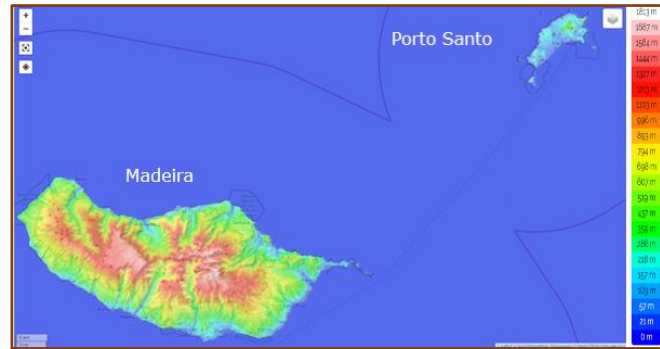 +
−
Porto Santo
Madeira
1813 m
1687 m
1564 m
1444 m
1327 m
1213 m
1103 m
996 m
893 m
794 m
698 m
607 m
519 m
437 m
359 m
286 m
218 m
157 m
103 m
57 m
21 m
0 m